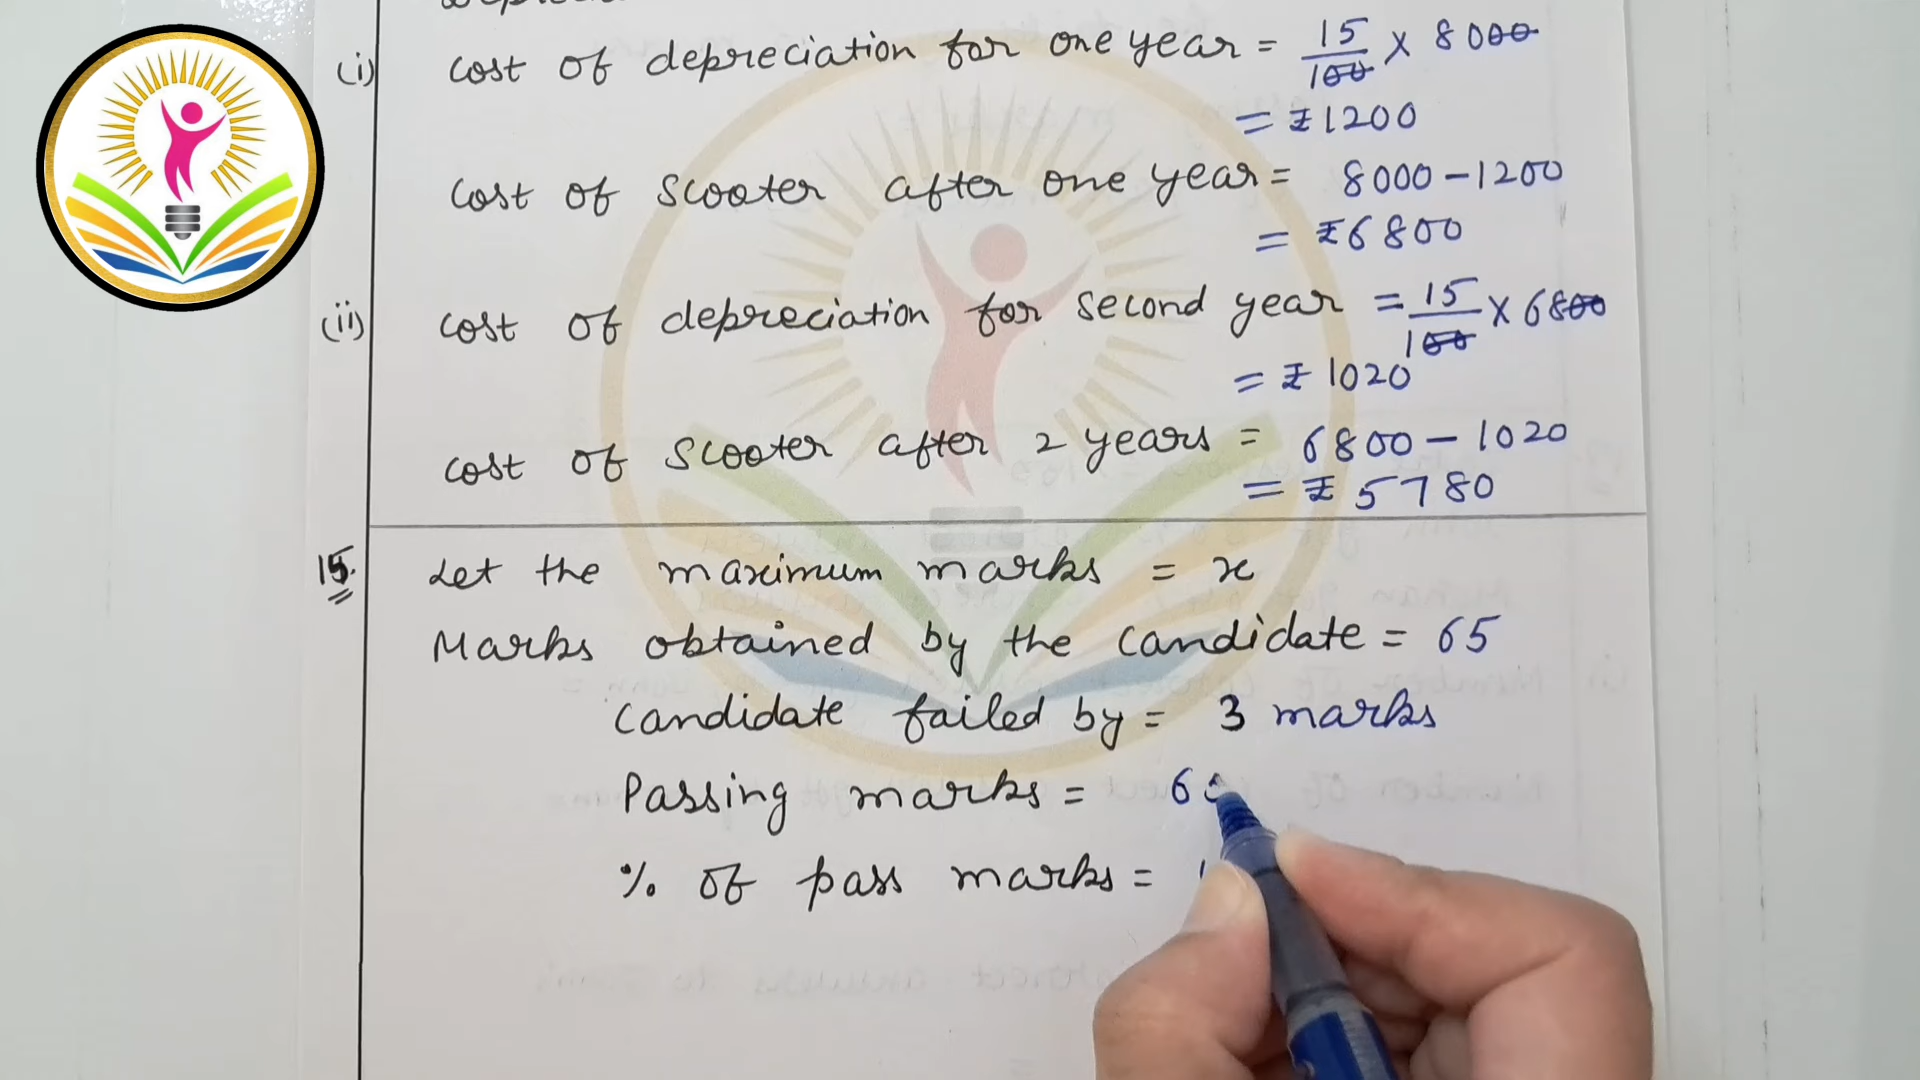 (i) Cost of depreciation for one year = 15/100 × 8000
= ₹1200
Cost of scooter after one year = 8000 - 1200
= ₹6800
(ii) Cost of depreciation for second year = 15/100 × 6800
= ₹1020
Cost of scooter after 2 years = 6800 - 1020
= ₹5780
15. Let the maximum marks = x
Marks obtained by the candidate = 65
Candidate failed by = 3 marks
Passing marks = 6
% of pass marks =